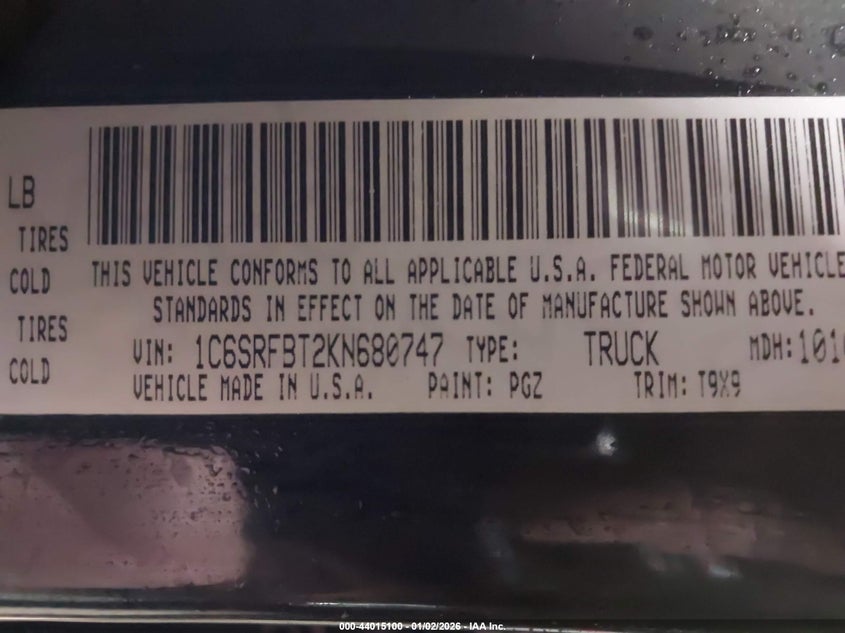 LB
TIRES
COLD
TIRES
COLD
THIS VEHICLE CONFORMS TO ALL APPLICABLE U.S.A. FEDERAL MOTOR VEHICLE
STANDARDS IN EFFECT ON THE DATE OF MANUFACTURE SHOWN ABOVE.
VIN: 1C6SRFBT2KN680747 TYPE: TRUCK MDH: 101
VEHICLE MADE IN U.S.A. PAINT: PGZ TRIM: T9X9
000-44015100 - 01/02/2026 - IAA Inc.